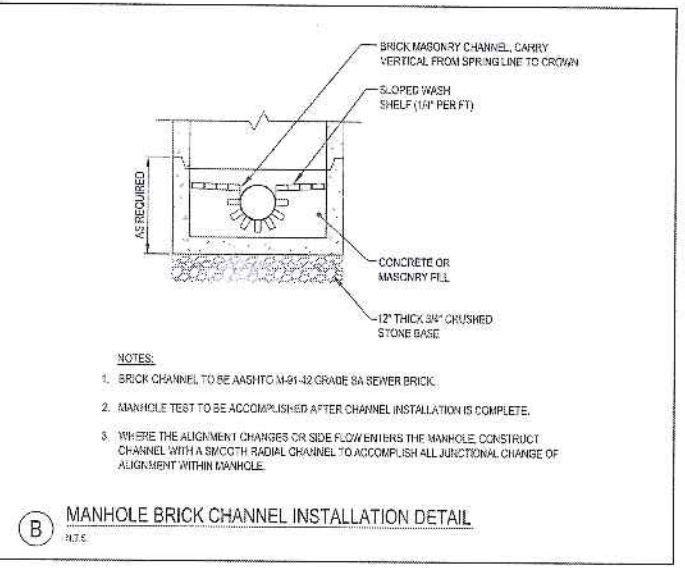 BRICK MASONRY CHANNEL, CARRY
VERTICAL FROM SPRING LINE TO CROWN
SLOPED WASH
SHELF (1/4" PER FT)
AS REQUIRED
CONCRETE OR
MASONRY FILL
12" THICK 3/4" CRUSHED
STONE BASE
NOTES:
1. BRICK CHANNEL TO BE AASHTO M-91-42 GRADE SA SEWER BRICK.
2. MANHOLE TEST TO BE ACCOMPLISHED AFTER CHANNEL INSTALLATION IS COMPLETE.
3. WHERE THE ALIGNMENT CHANGES OR SIDE FLOW ENTERS THE MANHOLE, CONSTRUCT
CHANNEL WITH A SMOOTH RADIAL CHANNEL TO ACCOMPLISH ALL JUNCTIONAL CHANGE OF
ALIGNMENT WITHIN MANHOLE.
B MANHOLE BRICK CHANNEL INSTALLATION DETAIL
N.T.S.